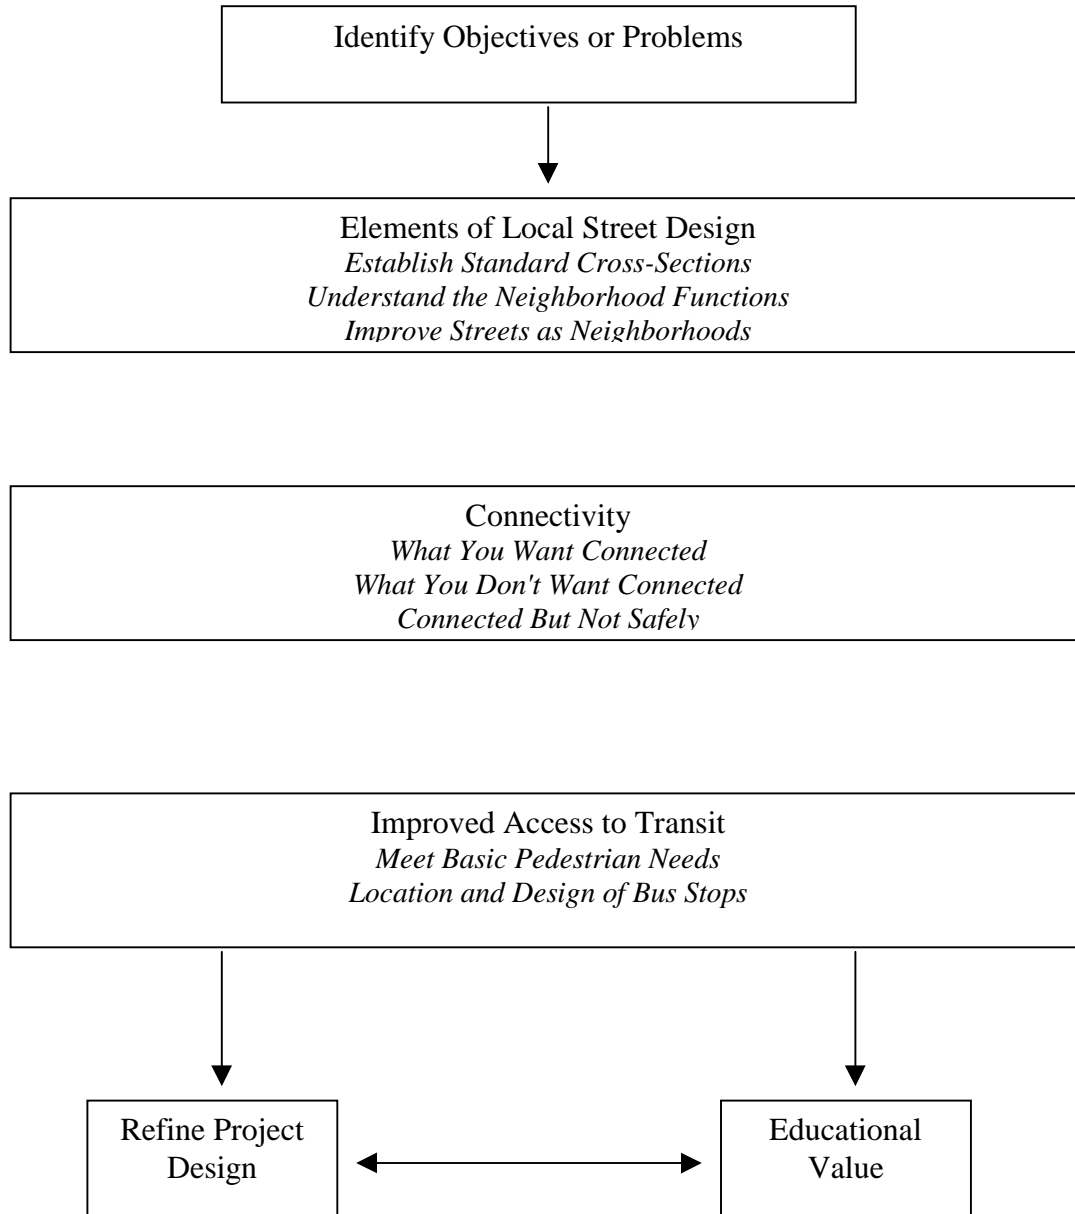 Identify Objectives or Problems
Elements of Local Street Design
Establish Standard Cross-Sections
Understand the Neighborhood Functions
Improve Streets as Neighborhoods
Connectivity
What You Want Connected
What You Don't Want Connected
Connected But Not Safely
Improved Access to Transit
Meet Basic Pedestrian Needs
Location and Design of Bus Stops
Refine Project
Design
Educational
Value